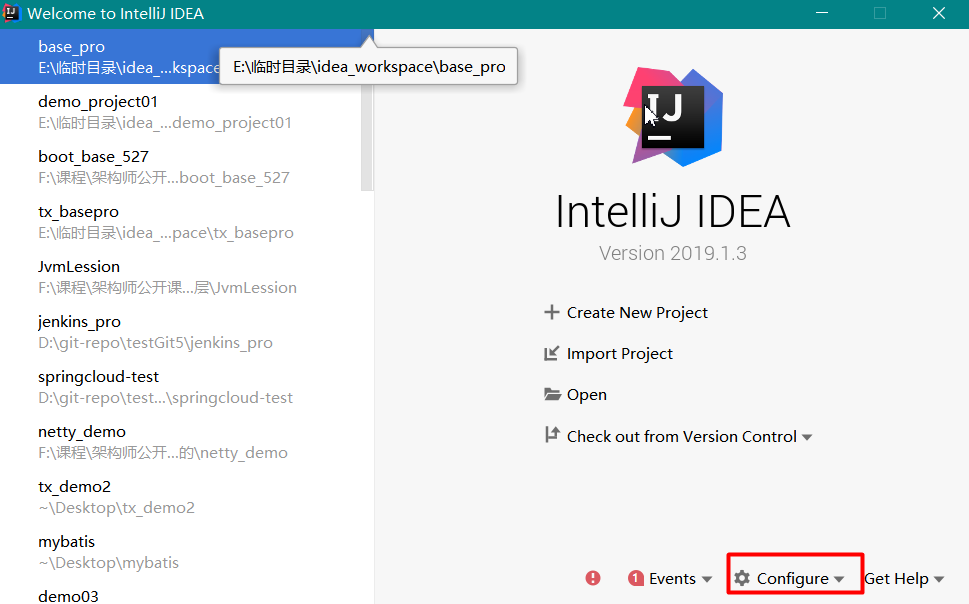 Welcome to IntelliJ IDEA
base_pro
E:\临时目录\idea_...kspace
E:\临时目录\idea_workspace\base_pro
demo_project01
E:\临时目录\idea_...demo_project01
boot_base_527
F:\课程\架构师公开...boot_base_527
tx_basepro
E:\临时目录\idea_...pace\tx_basepro
JvmLession
F:\课程\架构师公开课...层\JvmLession
jenkins_pro
D:\git-repo\testGit5\jenkins_pro
springcloud-test
D:\git-repo\test...\springcloud-test
netty_demo
F:\课程\架构师公开...的\netty_demo
tx_demo2
~\Desktop\tx_demo2
mybatis
~\Desktop\mybatis
demo03
IJ
IntelliJ IDEA
Version 2019.1.3
Create New Project
Import Project
Open
Check out from Version Control
1 Events
Configure
Get Help